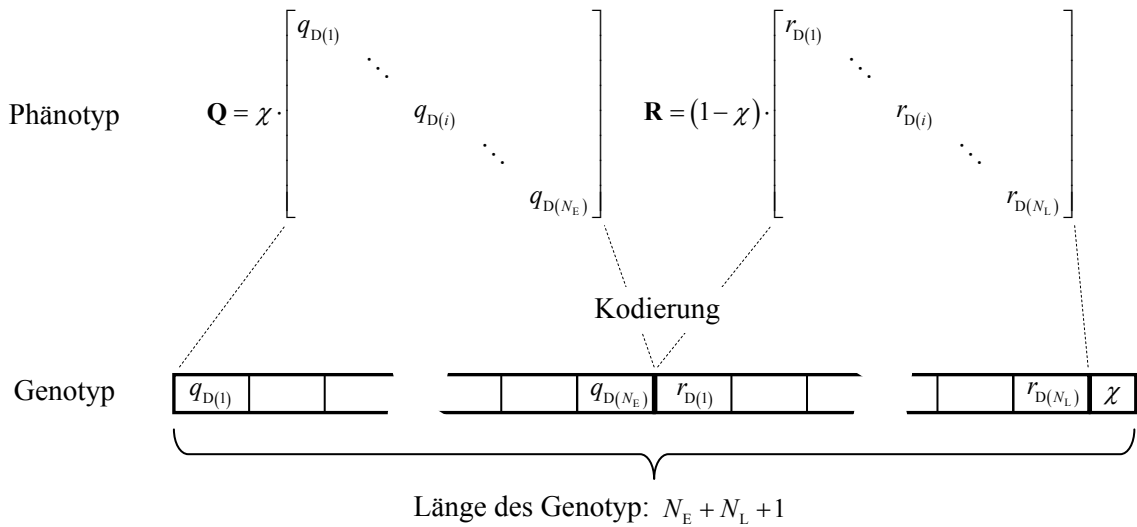 q_D(1) r_D(1)
⋱ ⋱
Phänotyp Q = χ · q_D(i) R = (1 − χ) · r_D(i)
⋱ ⋱
q_D(N_E) r_D(N_L)
Kodierung
Genotyp q_D(1) q_D(N_E) r_D(1) r_D(N_L) χ
Länge des Genotyp: N_E + N_L + 1